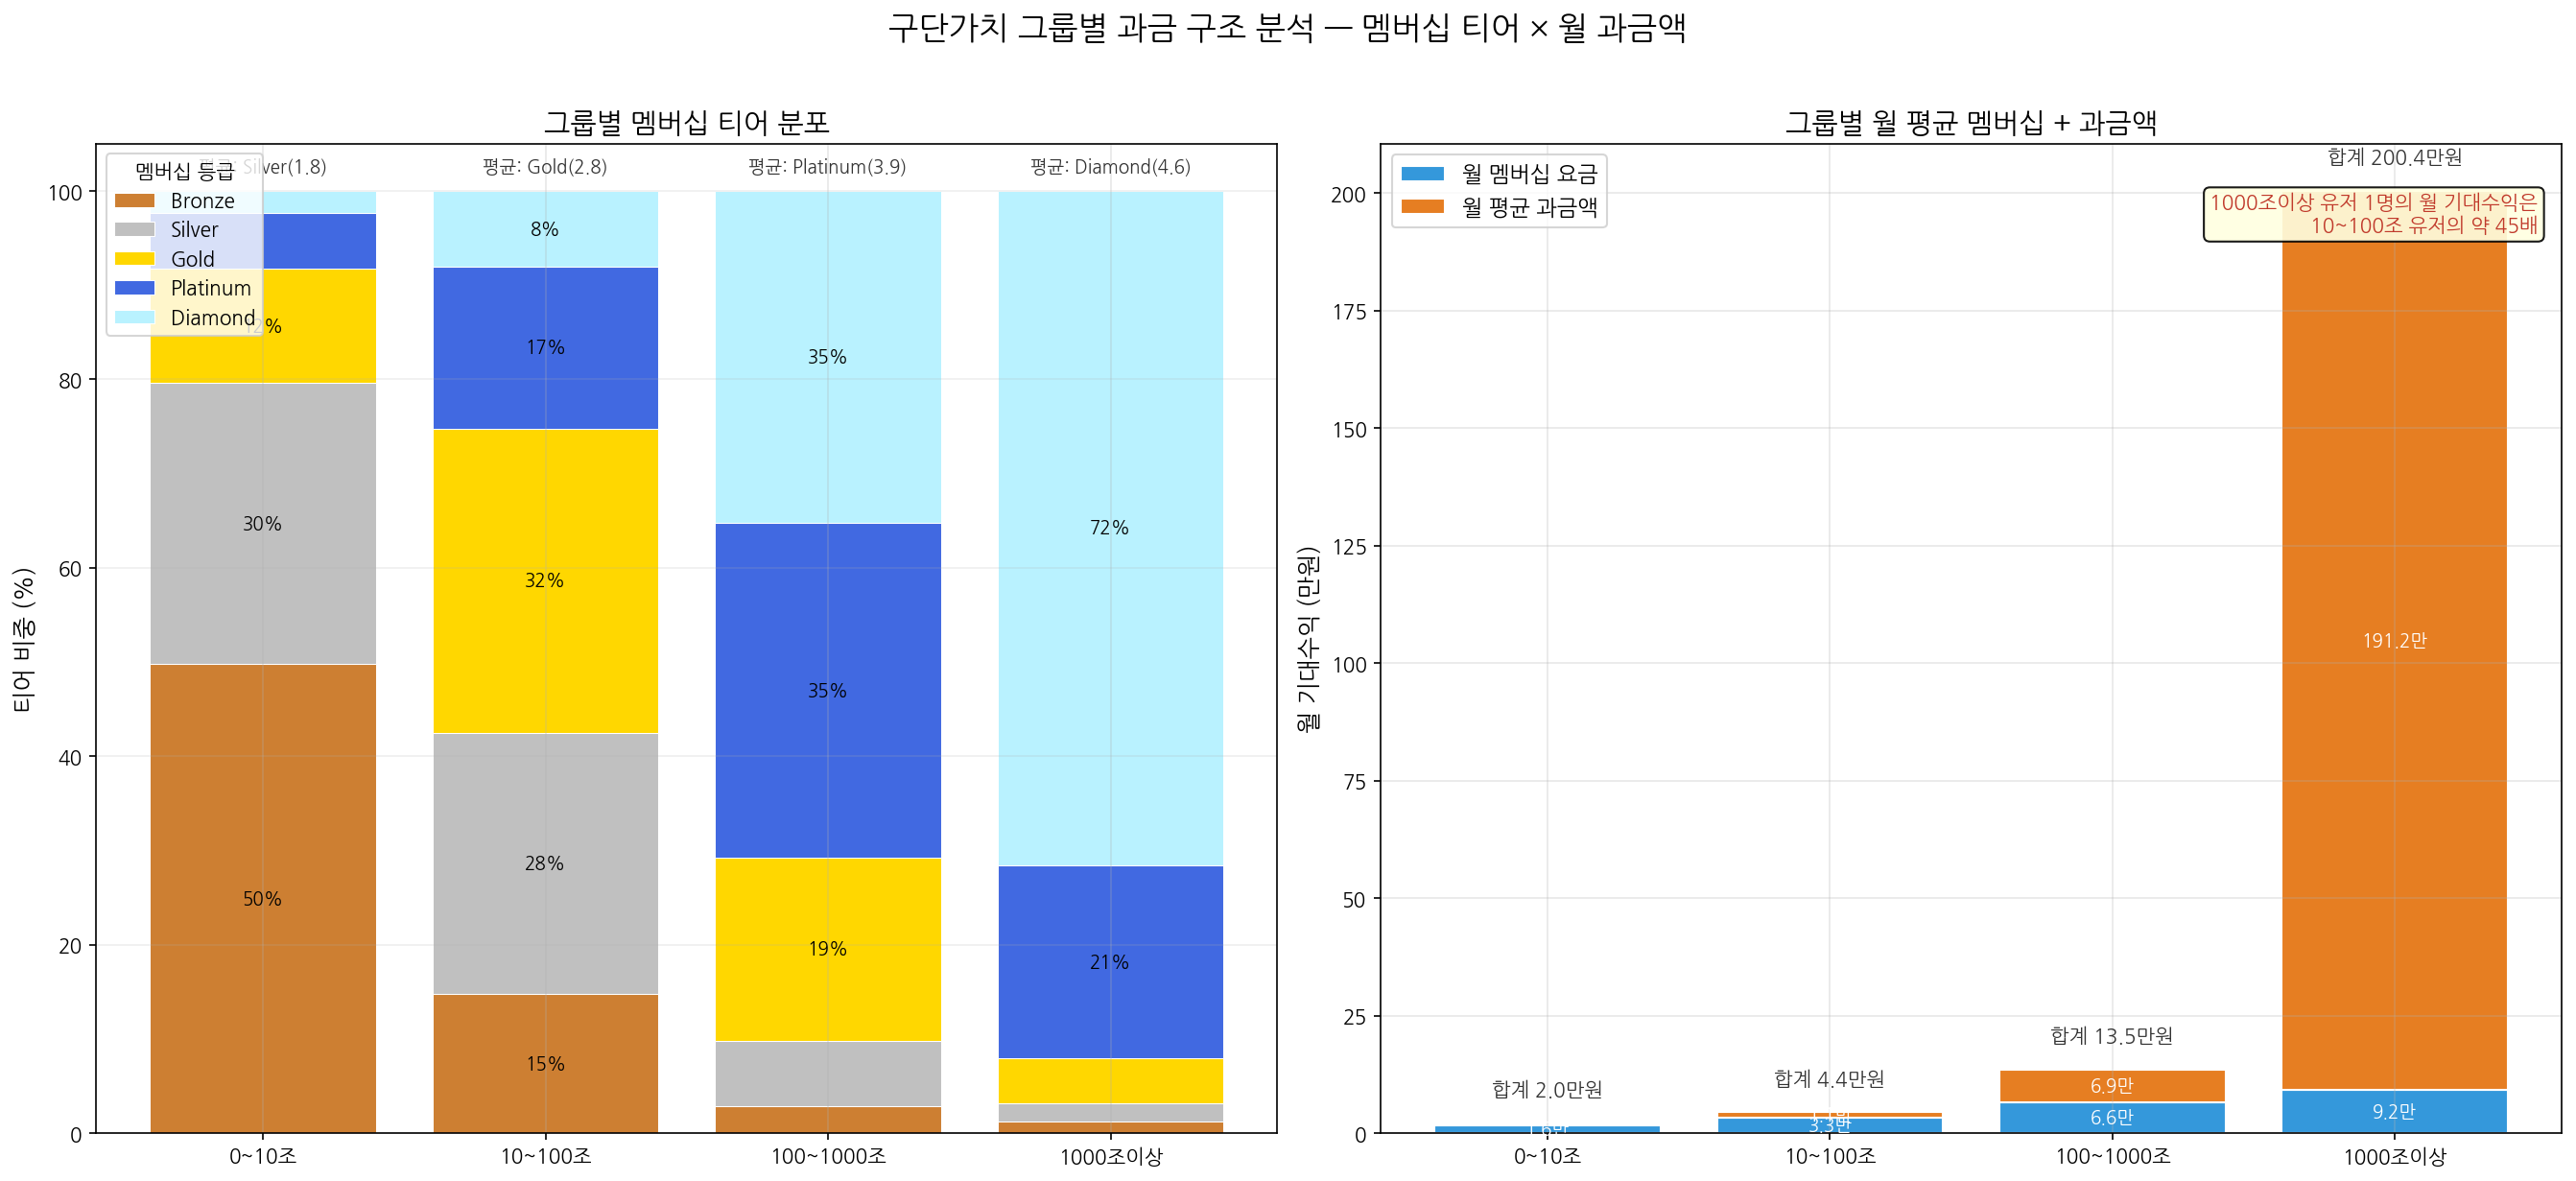 구단가치 그룹별 과금 구조 분석 — 멤버십 티어 × 월 과금액
그룹별 멤버십 티어 분포
평균: Silver(1.8)
평균: Gold(2.8)
평균: Platinum(3.9)
평균: Diamond(4.6)
멤버십 등급
Bronze
Silver
Gold
Platinum
Diamond
티어 비중 (%)
100
80
60
40
20
0
50%
30%
12%
15%
28%
32%
17%
8%
19%
35%
35%
21%
72%
0~10조
10~100조
100~1000조
1000조이상
그룹별 월 평균 멤버십 + 과금액
월 멤버십 요금
월 평균 과금액
합계 200.4만원
1000조이상 유저 1명의 월 기대수익은
10~100조 유저의 약 45배
월 기대수익 (만원)
200
175
150
125
100
75
50
25
0
191.2만
합계 13.5만원
합계 4.4만원
합계 2.0만원
6.9만
6.6만
9.2만
3.3만
1.6만
0~10조
10~100조
100~1000조
1000조이상